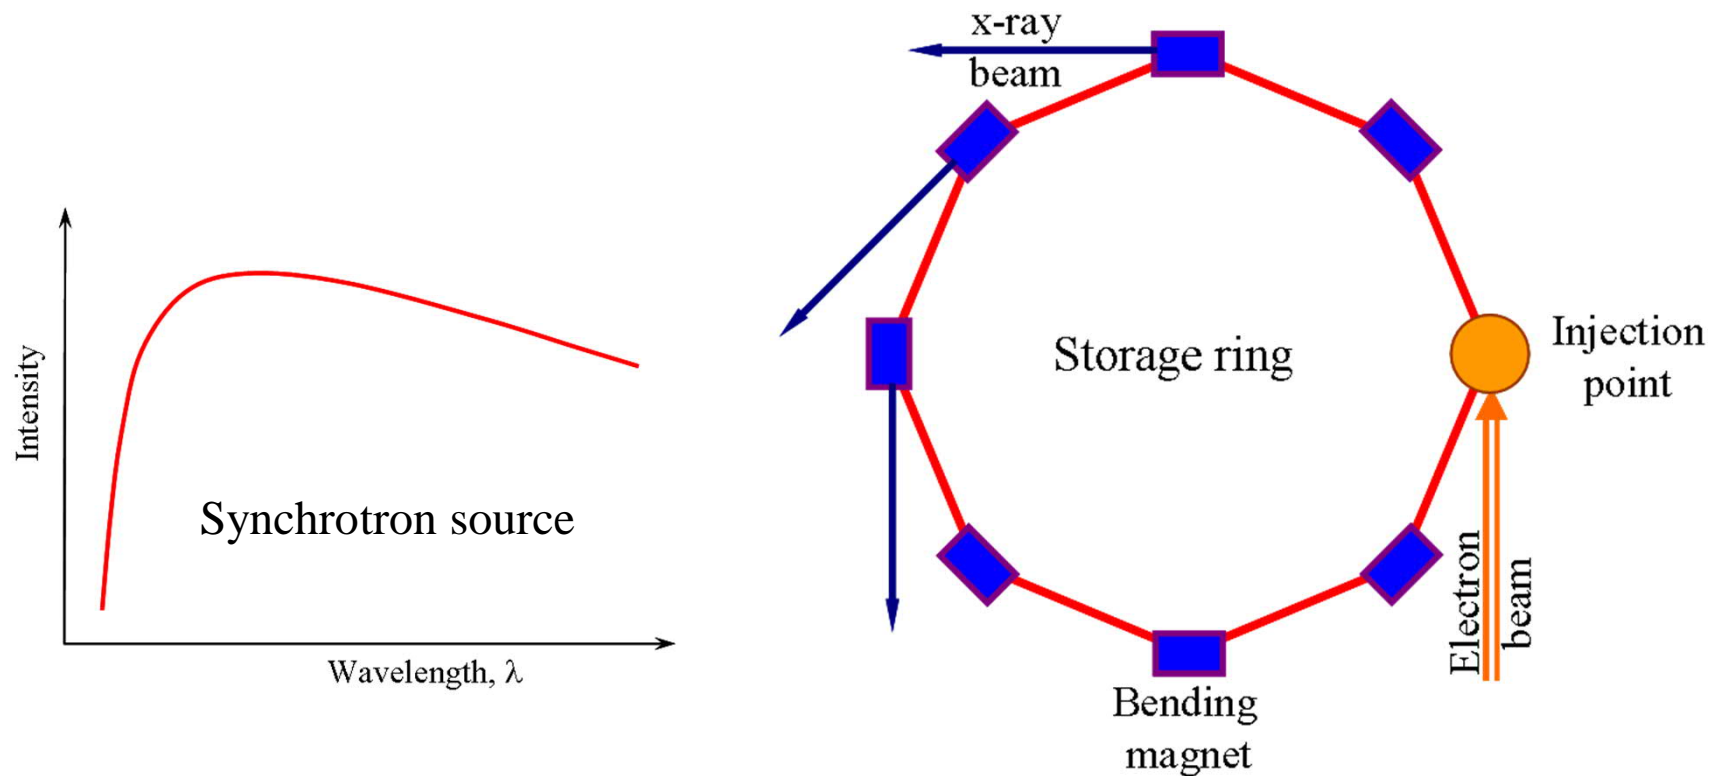 Intensity
Synchrotron source
Wavelength, λ
x-ray
beam
Storage ring
Injection
point
Electron
beam
Bending
magnet